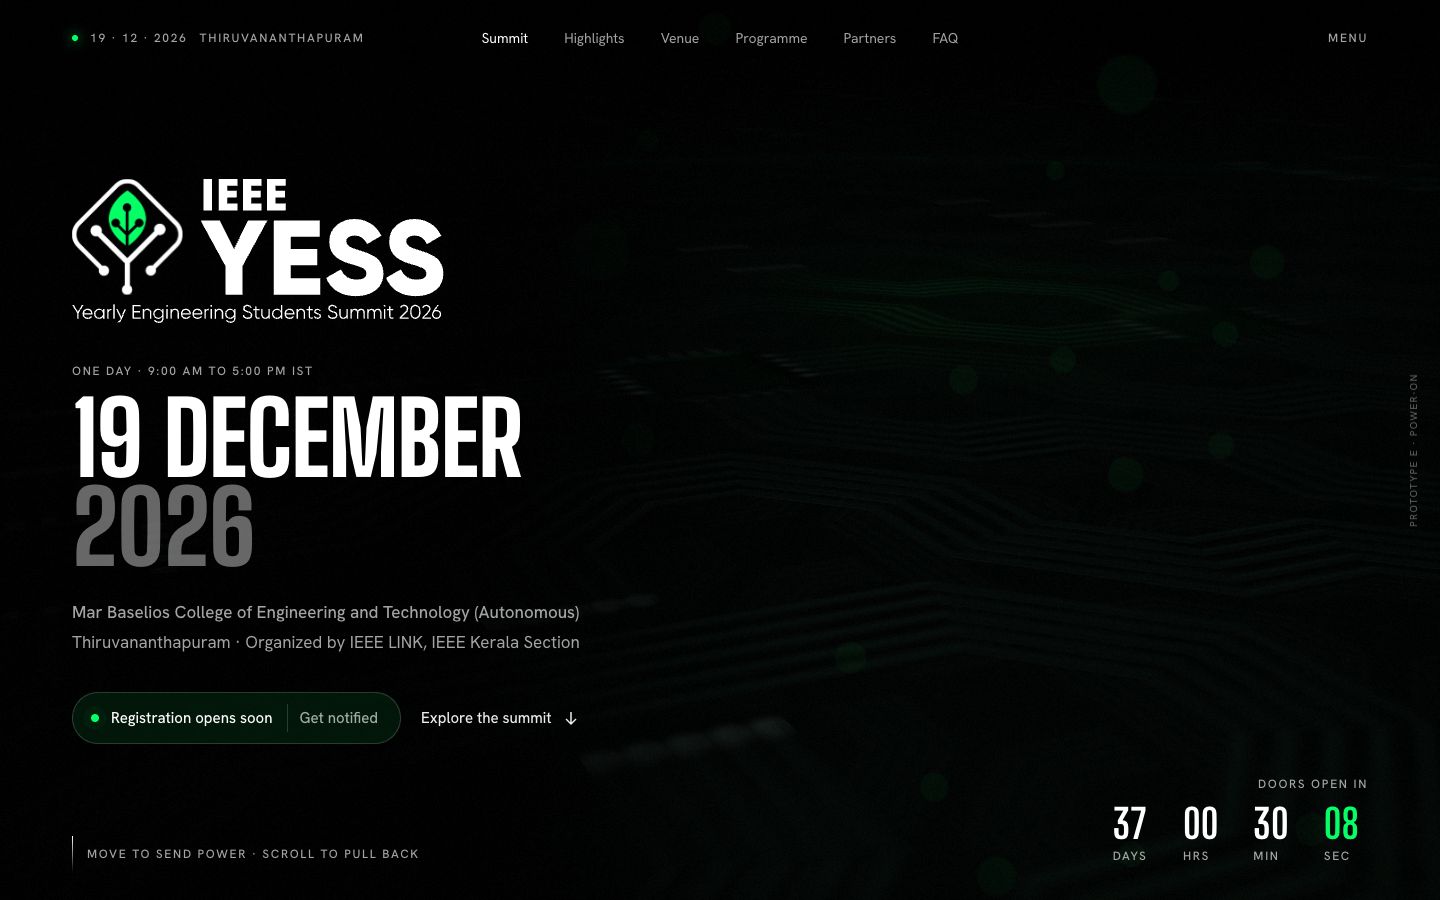 19 · 12 · 2026 THIRUVANANTHAPURAM
Summit Highlights Venue Programme Partners FAQ
MENU
IEEE
YESS
Yearly Engineering Students Summit 2026
ONE DAY · 9:00 AM TO 5:00 PM IST
19 DECEMBER
2026
Mar Baselios College of Engineering and Technology (Autonomous)
Thiruvananthapuram · Organized by IEEE LINK, IEEE Kerala Section
Registration opens soon Get notified Explore the summit ↓
PROTOTYPE E · POWER-ON
DOORS OPEN IN
37 00 30 08
DAYS HRS MIN SEC
MOVE TO SEND POWER · SCROLL TO PULL BACK